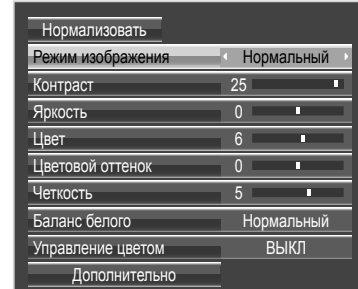 Нормализовать
Режим изображения Нормальный
Контраст 25
Яркость 0
Цвет 6
Цветовой оттенок 0
Четкость 5
Баланс белого Нормальный
Управление цветом ВЫКЛ
Дополнительно